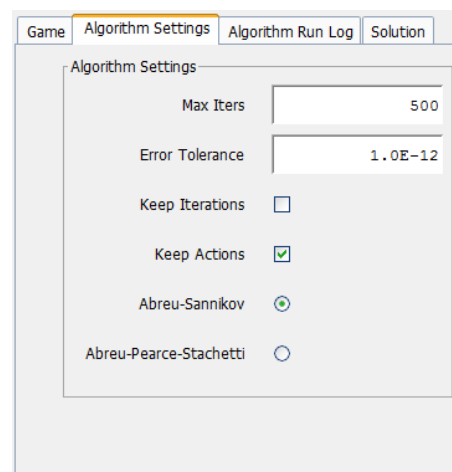 Game Algorithm Settings Algorithm Run Log Solution
Algorithm Settings
Max Iters 500
Error Tolerance 1.0E-12
Keep Iterations
Keep Actions
Abreu-Sannikov
Abreu-Pearce-Stachetti